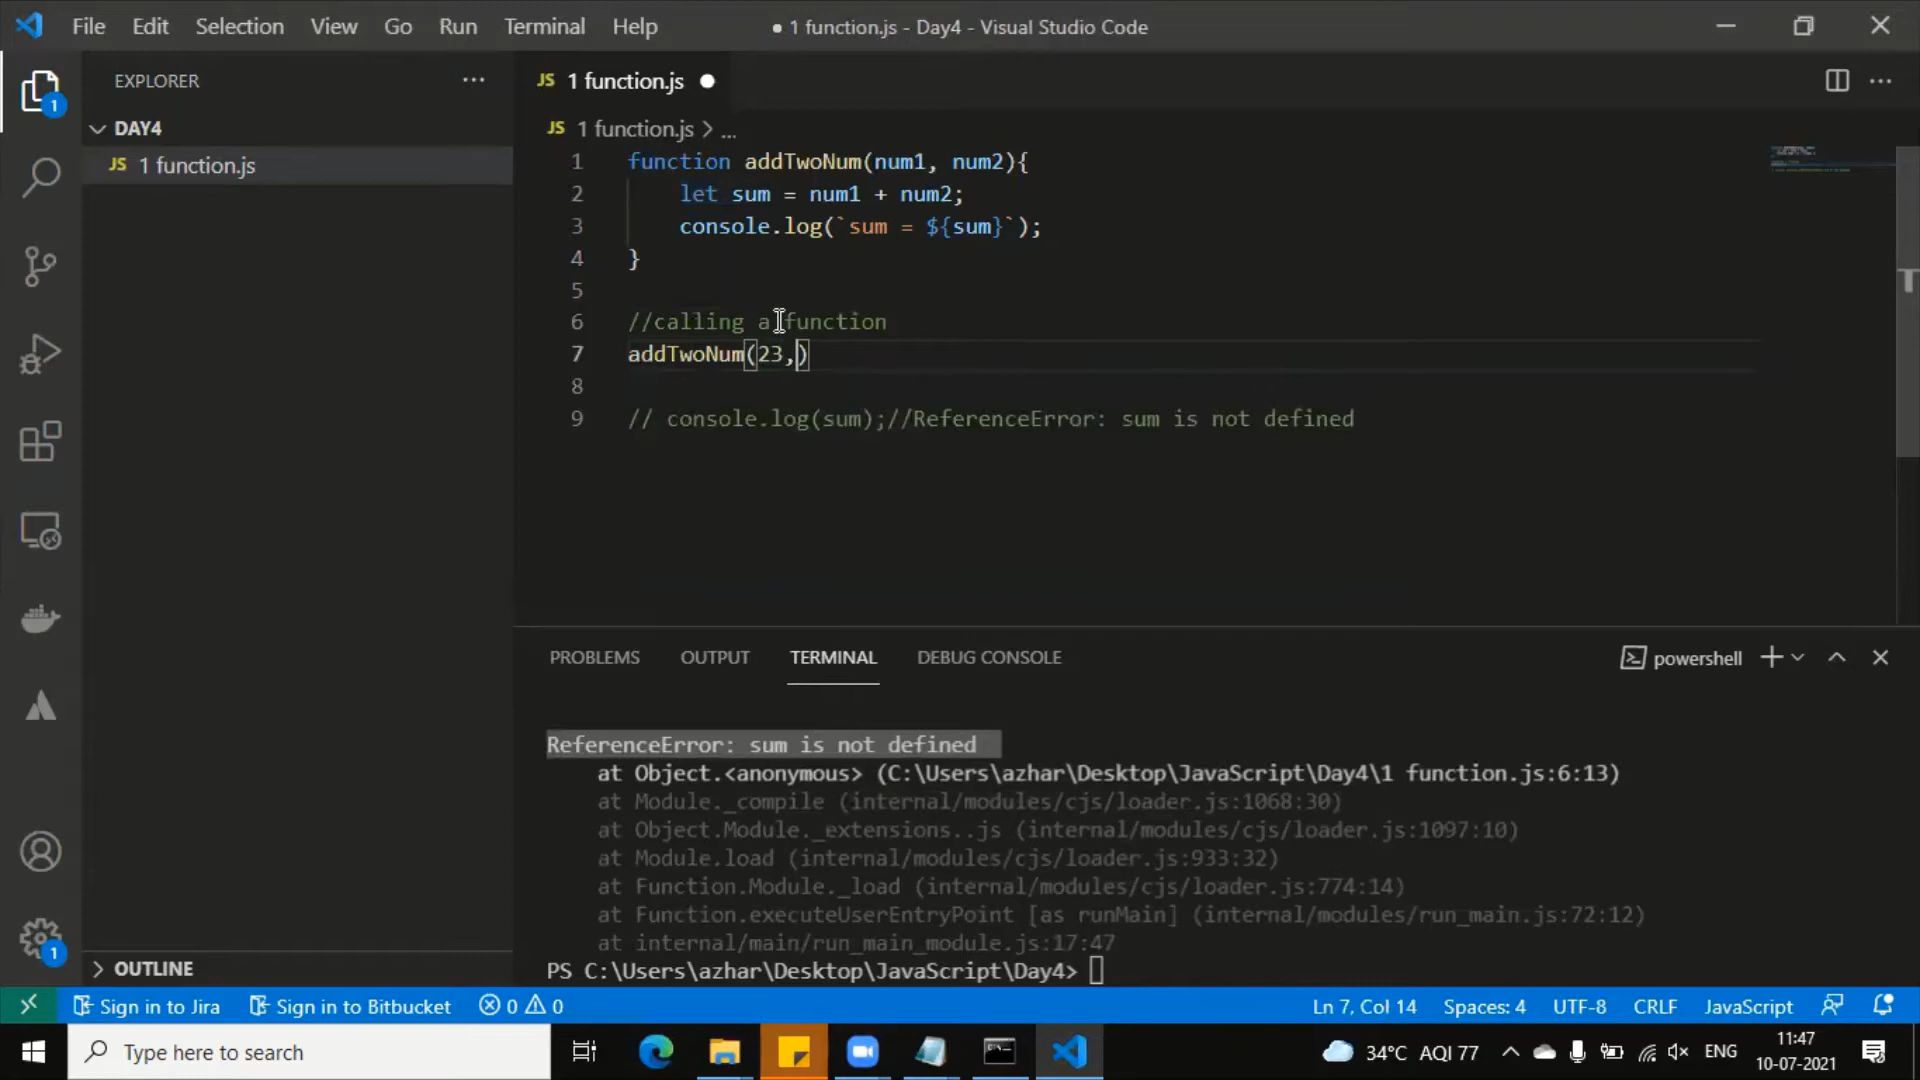 File Edit Selection View Go Run Terminal Help
● 1 function.js - Day4 - Visual Studio Code
EXPLORER
DAY4
JS 1 function.js
OUTLINE
JS 1 function.js
JS 1 function.js > ...
1 function addTwoNum(num1, num2){
2 let sum = num1 + num2;
3 console.log(`sum = ${sum}`);
4 }
5
6 //calling a function
7 addTwoNum(23,)
8
9 // console.log(sum);//ReferenceError: sum is not defined
PROBLEMS OUTPUT TERMINAL DEBUG CONSOLE
powershell
ReferenceError: sum is not defined
at Object.<anonymous> (C:\Users\azhar\Desktop\JavaScript\Day4\1 function.js:6:13)
at Module._compile (internal/modules/cjs/loader.js:1068:30)
at Object.Module._extensions..js (internal/modules/cjs/loader.js:1097:10)
at Module.load (internal/modules/cjs/loader.js:933:32)
at Function.Module._load (internal/modules/cjs/loader.js:774:14)
at Function.executeUserEntryPoint [as runMain] (internal/modules/run_main.js:72:12)
at internal/main/run_main_module.js:17:47
PS C:\Users\azhar\Desktop\JavaScript\Day4>
1
1
Sign in to Jira Sign in to Bitbucket 0 0
Ln 7, Col 14 Spaces: 4 UTF-8 CRLF JavaScript
Type here to search
34°C AQI 77
ENG
11:47
10-07-2021